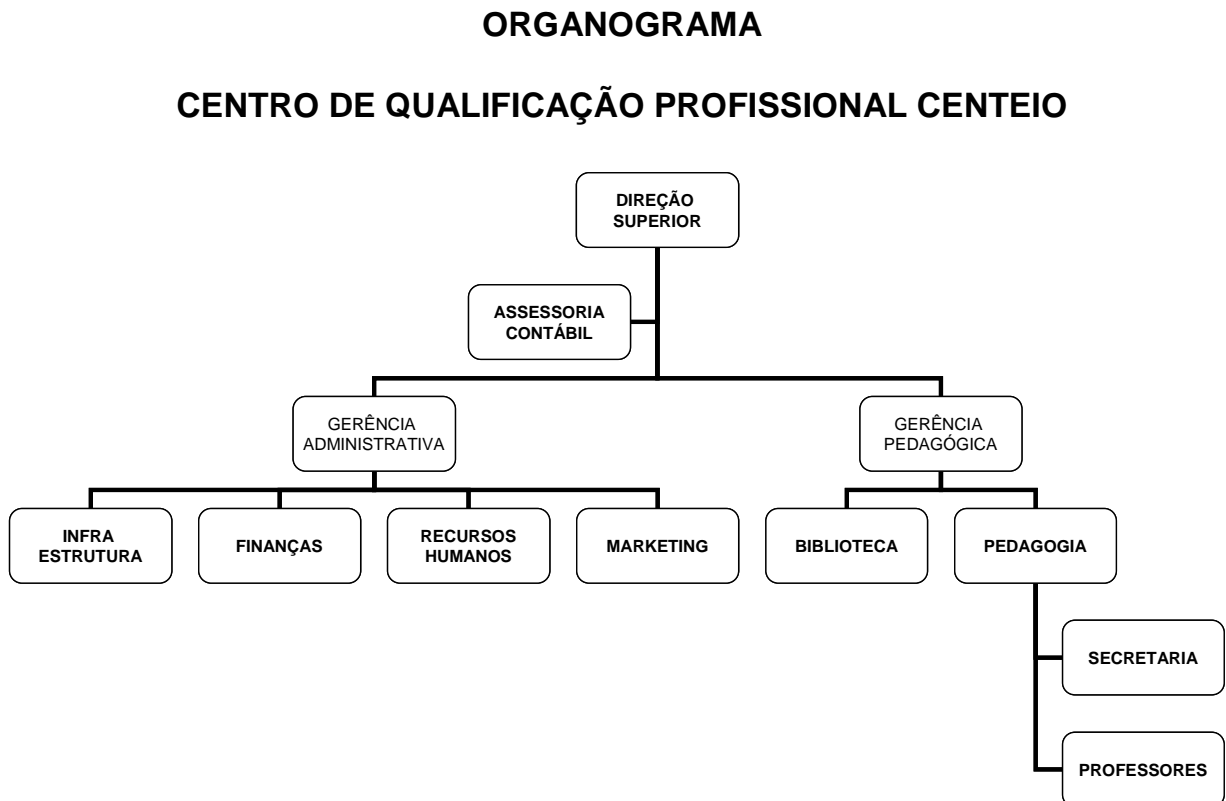 ORGANOGRAMA
CENTRO DE QUALIFICAÇÃO PROFISSIONAL CENTEIO
DIREÇÃO
SUPERIOR
ASSESSORIA
CONTÁBIL
GERÊNCIA
ADMINISTRATIVA
GERÊNCIA
PEDAGÓGICA
INFRA
ESTRUTURA
FINANÇAS
RECURSOS
HUMANOS
MARKETING
BIBLIOTECA
PEDAGOGIA
SECRETARIA
PROFESSORES